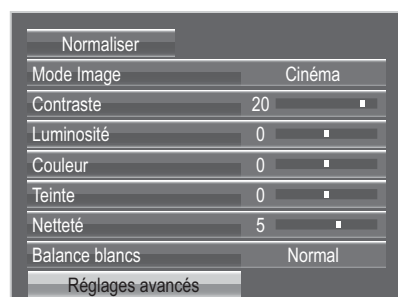 Normaliser
Mode Image Cinéma
Contraste 20
Luminosité 0
Couleur 0
Teinte 0
Netteté 5
Balance blancs Normal
Réglages avancés